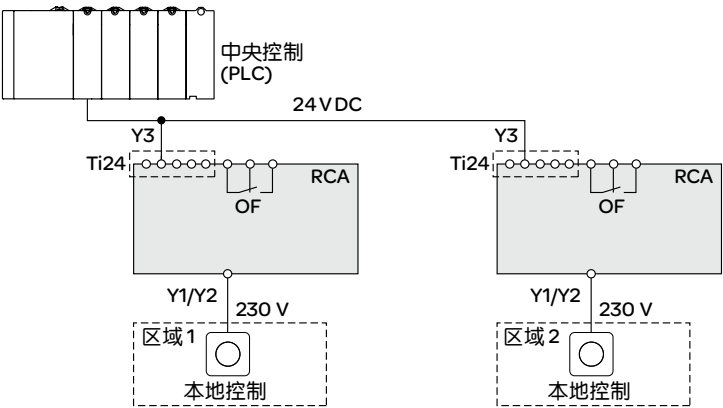 中央控制
(PLC)
24 V DC
Y3
Y3
Ti24
RCA
Ti24
RCA
OF
OF
Y1/Y2
230 V
Y1/Y2
230 V
区域 1
区域 2
本地控制
本地控制